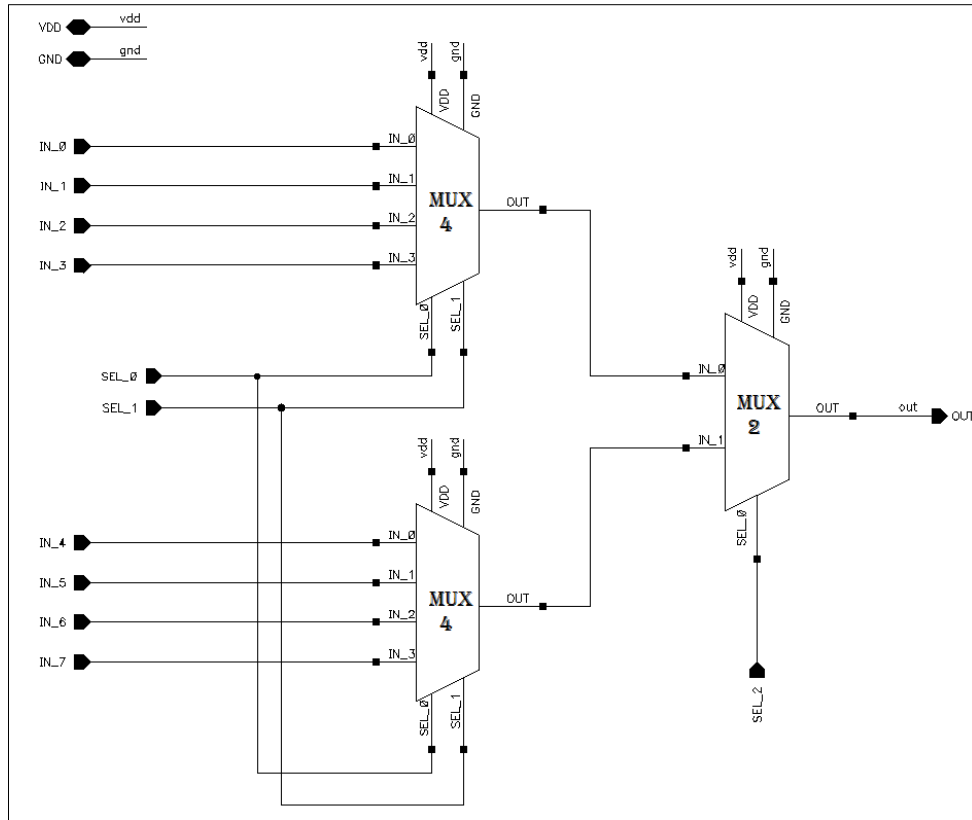 VDD vdd
GND gnd
vdd gnd
VDD GND
IN_0 IN_0
IN_1 IN_1
MUX
4
OUT
IN_2 IN_2
IN_3 IN_3
SEL_0 SEL_1
vdd gnd
VDD GND
SEL_0
SEL_1
IN_0
MUX
2
OUT out OUT
IN_1
SEL_0
SEL_2
vdd gnd
VDD GND
IN_4 IN_0
IN_5 IN_1
MUX
4
OUT
IN_6 IN_2
IN_7 IN_3
SEL_0 SEL_1